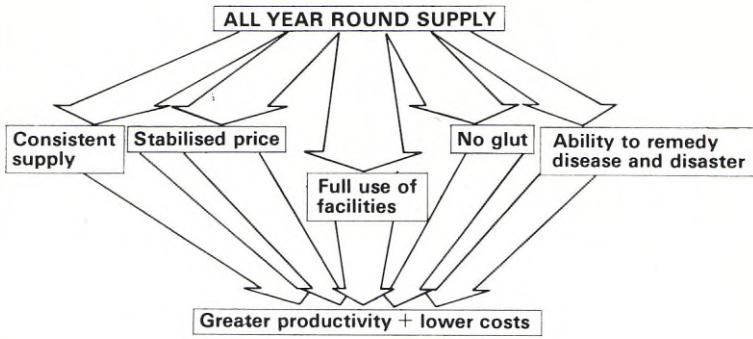 ALL YEAR ROUND SUPPLY
Consistent
supply
Stabilised price
Full use of
facilities
No glut
Ability to remedy
disease and disaster
Greater productivity + lower costs